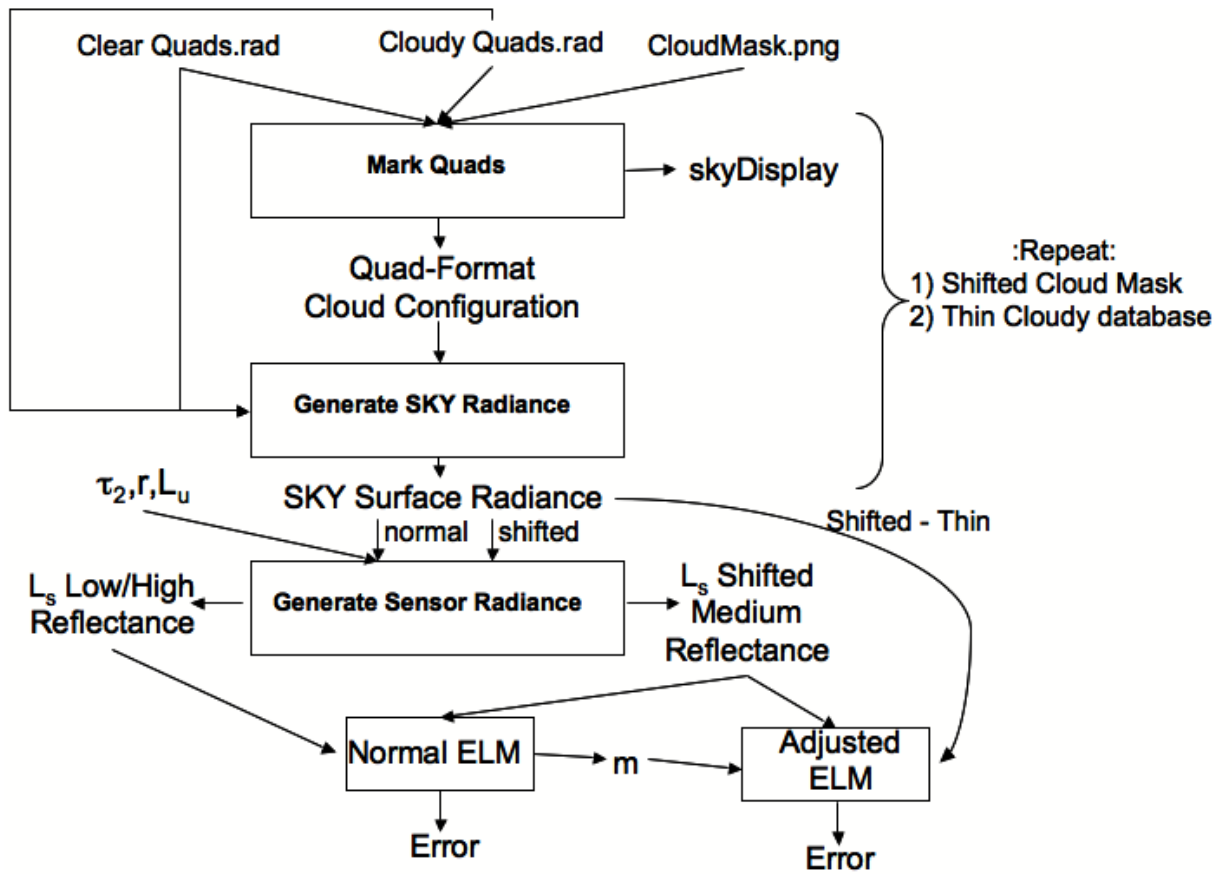 Clear Quads.rad
Cloudy Quads.rad
CloudMask.png
Mark Quads
skyDisplay
Quad-Format
Cloud Configuration
:Repeat:
1) Shifted Cloud Mask
2) Thin Cloudy database
Generate SKY Radiance
τ₂,r,Lᵤ
SKY Surface Radiance
normal
shifted
Shifted - Thin
Lₛ Low/High
Reflectance
Generate Sensor Radiance
Lₛ Shifted
Medium
Reflectance
Normal ELM
m
Adjusted
ELM
Error
Error